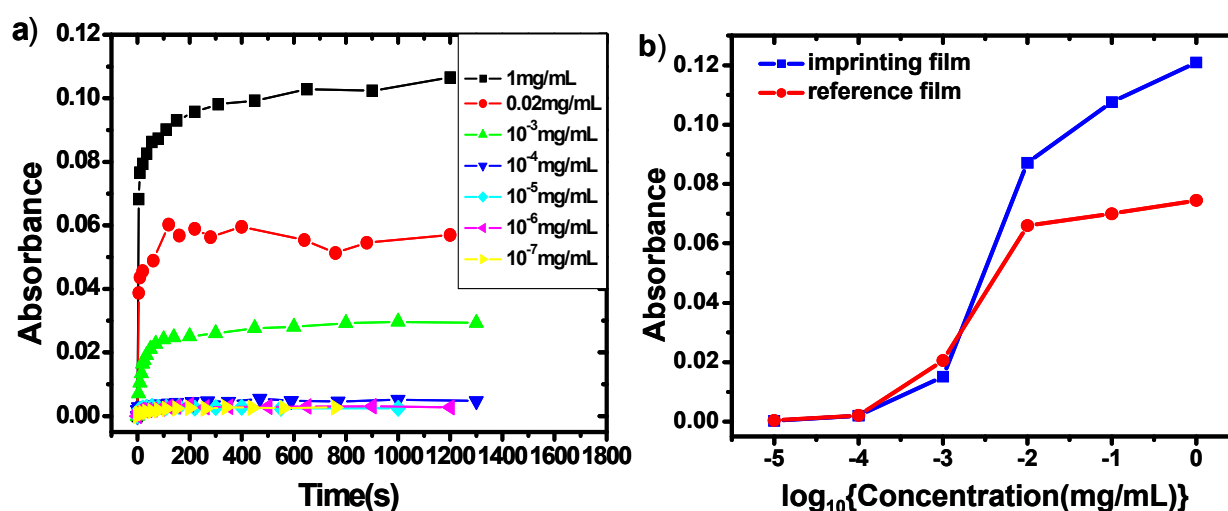 a)
0.12
0.10
0.08
0.06
0.04
0.02
0.00
Absorbance
0 200 400 600 800 1000 1200 1400 1600 1800
Time(s)
1mg/mL
0.02mg/mL
10⁻³mg/mL
10⁻⁴mg/mL
10⁻⁵mg/mL
10⁻⁶mg/mL
10⁻⁷mg/mL
b)
imprinting film
reference film
0.12
0.10
0.08
0.06
0.04
0.02
0.00
Absorbance
-5 -4 -3 -2 -1 0
log₁₀{Concentration(mg/mL)}